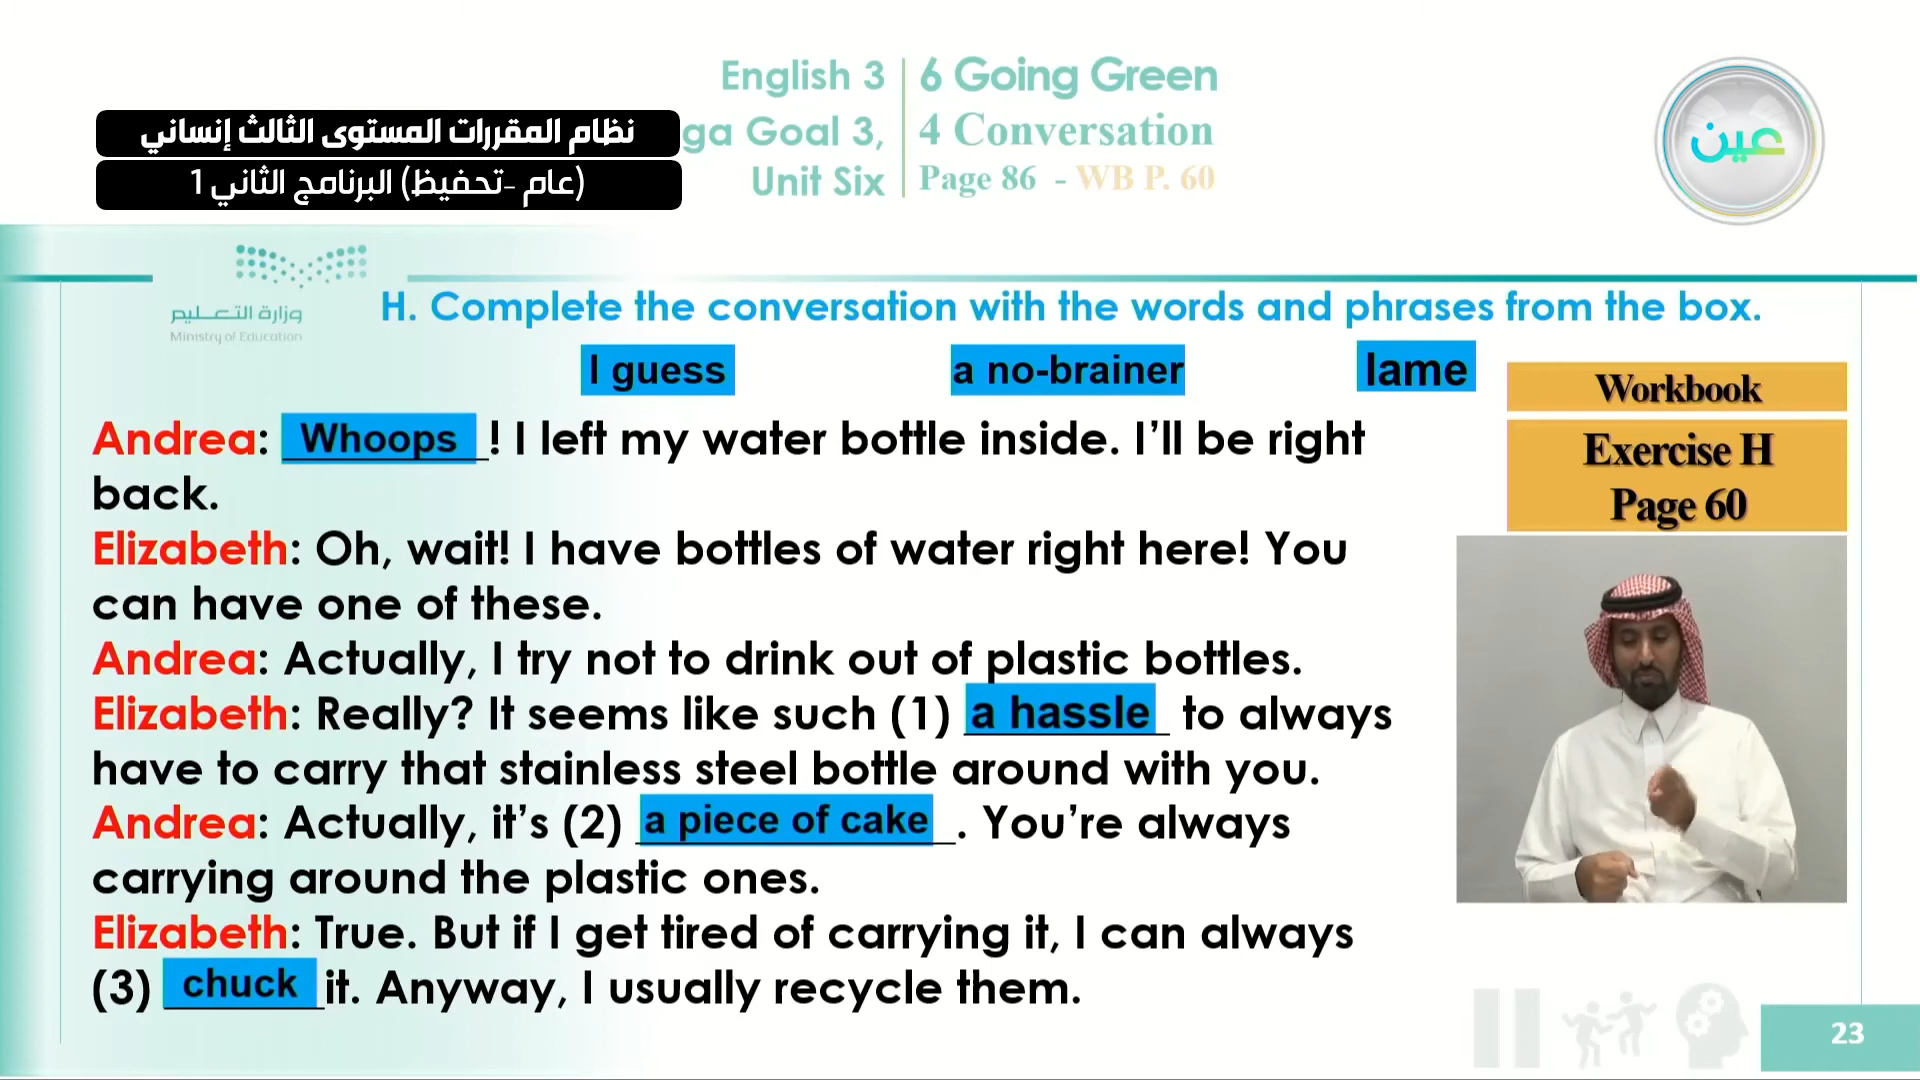 English 3
6 Going Green
نظام المقررات المستوى الثالث إنساني
ga Goal 3,
4 Conversation
(عام -تحفيظ) البرنامج الثاني 1
Unit Six
Page 86 - WB P. 60
عين
وزارة التعليم
Ministry of Education
H. Complete the conversation with the words and phrases from the box.
I guess
a no-brainer
lame
Workbook
Exercise H
Page 60
Andrea: Whoops! I left my water bottle inside. I’ll be right
back.
Elizabeth: Oh, wait! I have bottles of water right here! You
can have one of these.
Andrea: Actually, I try not to drink out of plastic bottles.
Elizabeth: Really? It seems like such (1) a hassle to always
have to carry that stainless steel bottle around with you.
Andrea: Actually, it’s (2) a piece of cake. You’re always
carrying around the plastic ones.
Elizabeth: True. But if I get tired of carrying it, I can always
(3) chuck it. Anyway, I usually recycle them.
23